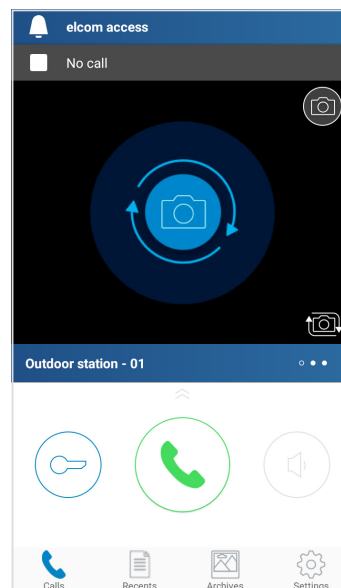 elcom access
No call
Outdoor station - 01
Calls
Recents
Archives
Settings